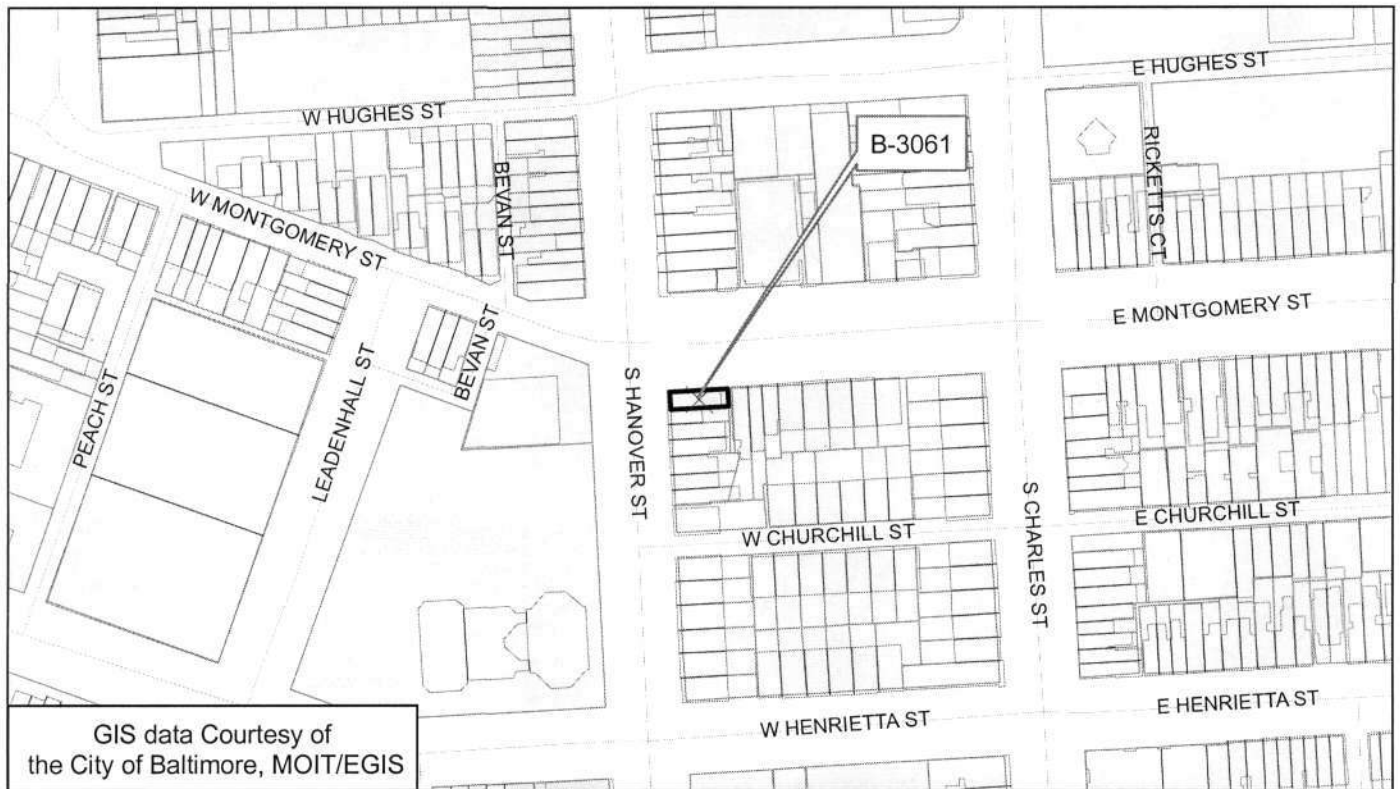 E HUGHES ST
W HUGHES ST
B-3061
RICKETTS CT
BEVAN ST
W MONTGOMERY ST
E MONTGOMERY ST
BEVAN ST
S HANOVER ST
PEACH ST
LEADENHALL ST
S CHARLES ST
E CHURCHILL ST
W CHURCHILL ST
E HENRIETTA ST
W HENRIETTA ST
GIS data Courtesy of
the City of Baltimore, MOIT/EGIS